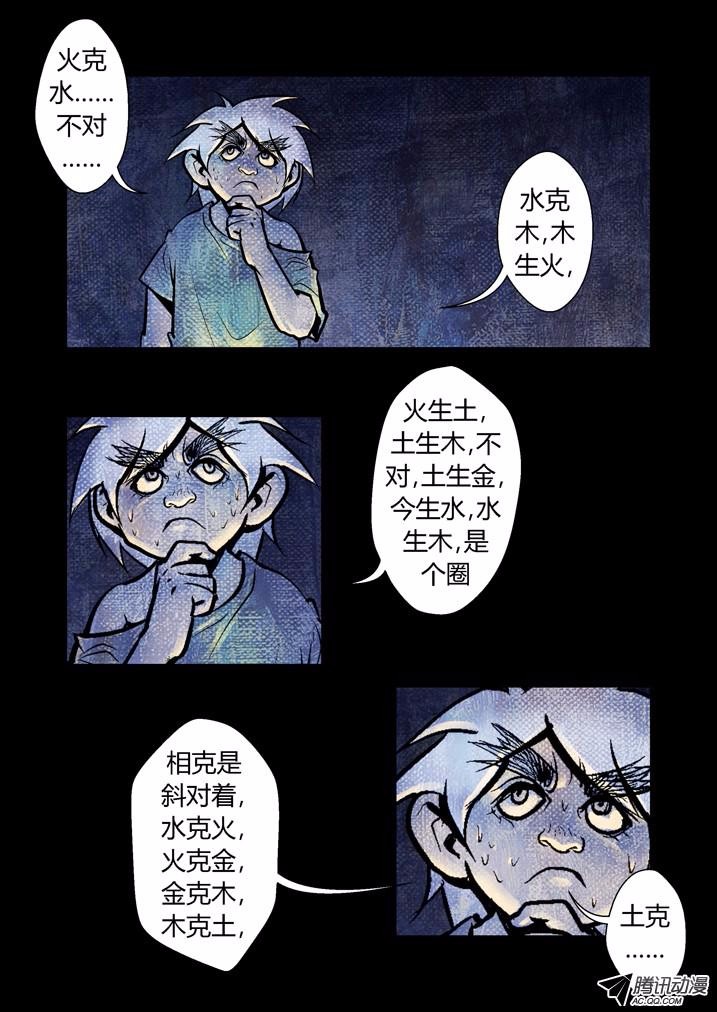 火克
水……
不对
……
水克
木,木
生火,
火生土,
土生木,不
对,土生金,
今生水,水
生木,是
个圈
相克是
斜对着,
水克火,
火克金,
金克木,
木克土,
土克
……
腾讯动漫
AC.QQ.COM